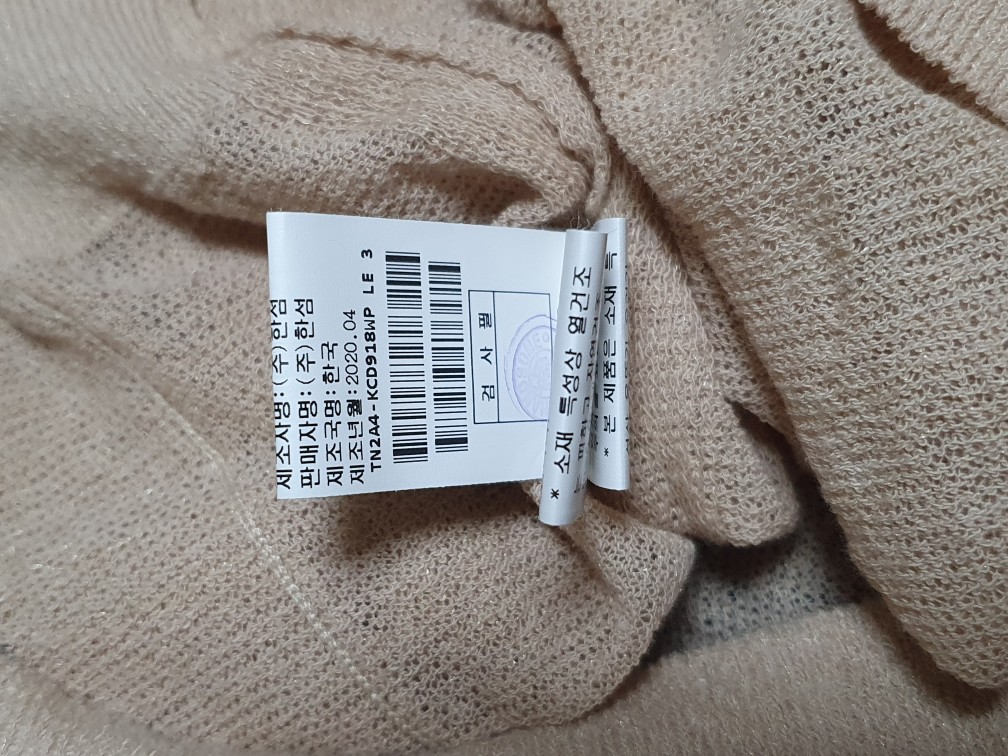 제조사명:(주)한섬
판매자명:(주)한섬
제조국명:한국
제조년월:2020.04
TN2A4-KCD918WP LE 3
검 사 필
* 소재 특성상 열건조
* 본 제품은 소재 특